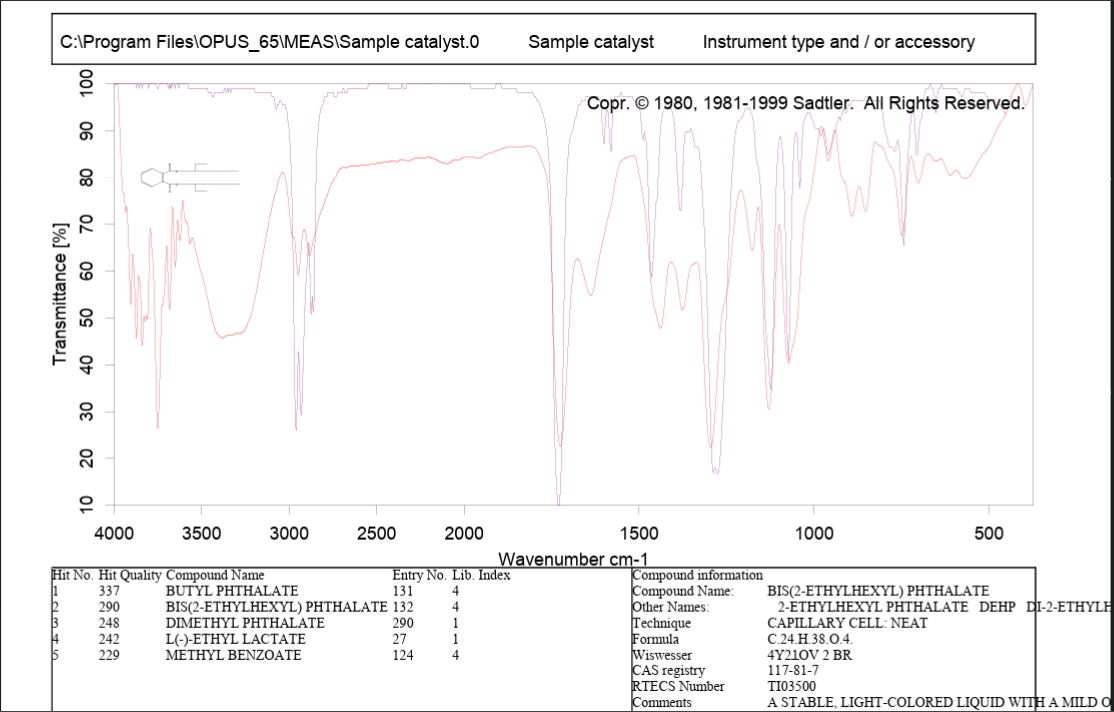 C:\Program Files\OPUS_65\MEAS\Sample catalyst.0 Sample catalyst Instrument type and / or accessory
Copr. © 1980, 1981-1999 Sadtler. All Rights Reserved.
Transmittance [%]
100
90
80
70
60
50
40
30
20
10
4000 3500 3000 2500 2000 1500 1000 500
Wavenumber cm-1
Hit No. Hit Quality Compound Name Entry No. Lib. Index
1 337 BUTYL PHTHALATE 131 4
2 290 BIS(2-ETHYLHEXYL) PHTHALATE 132 4
3 248 DIMETHYL PHTHALATE 290 1
4 242 L(-)-ETHYL LACTATE 27 1
5 229 METHYL BENZOATE 124 4
Compound information
Compound Name: BIS(2-ETHYLHEXYL) PHTHALATE
Other Names: 2-ETHYLHEXYL PHTHALATE DEHP DI-2-ETHYLH
Technique CAPILLARY CELL: NEAT
Formula C.24.H.38.O.4.
Wiswesser 4Y21OV 2 BR
CAS registry 117-81-7
RTECS Number TI03500
Comments A STABLE, LIGHT-COLORED LIQUID WITH A MILD O